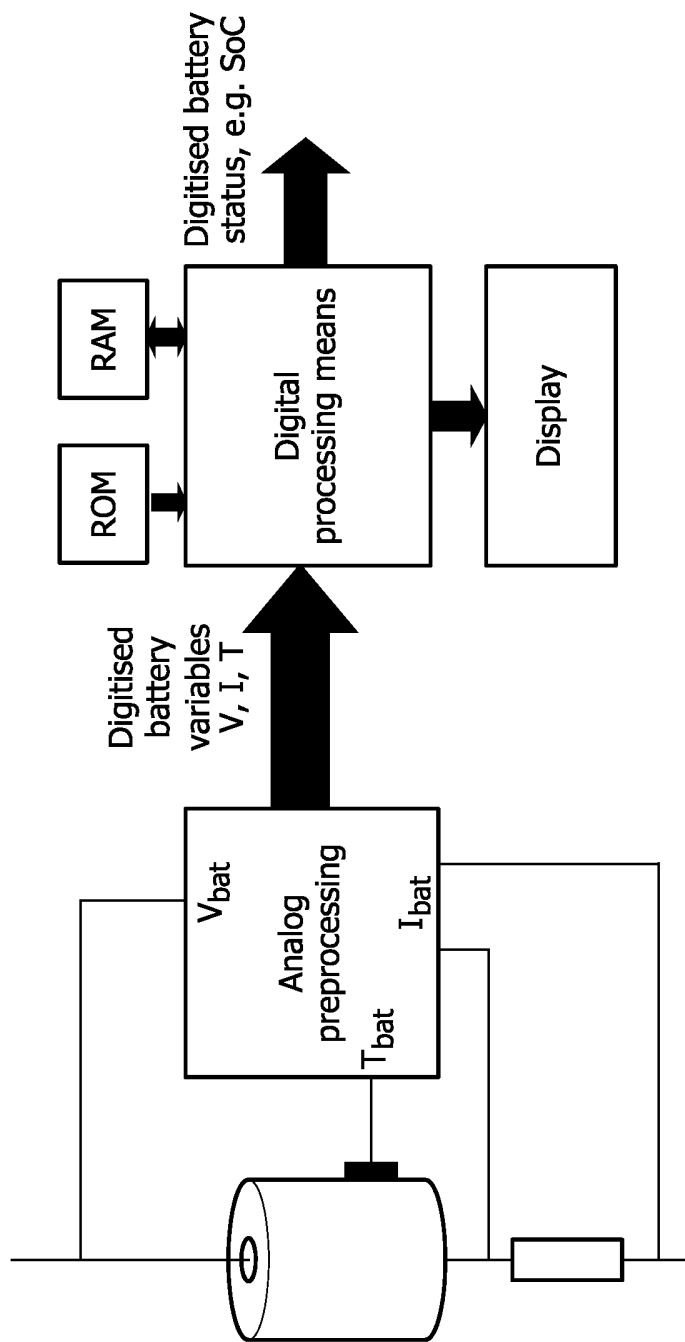 V_bat
Analog
preprocessing
T_bat
I_bat
Digitised
battery
variables
V, I, T
ROM
RAM
Digital
processing means
Display
Digitised battery
status, e.g. SoC